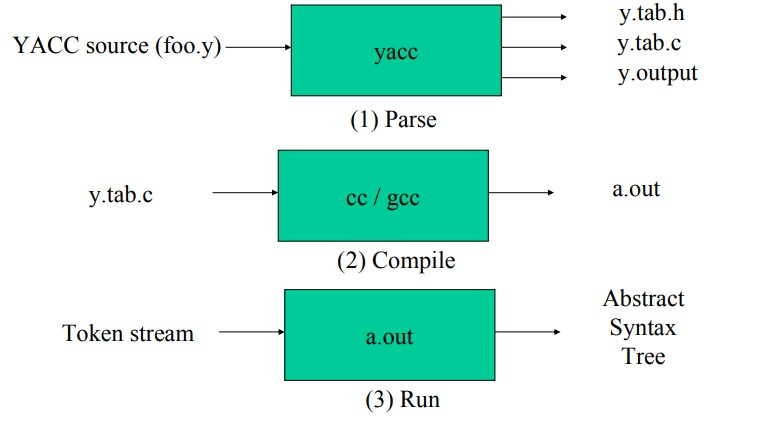 y.tab.h
YACC source (foo.y)
yacc
y.tab.c
y.output
(1) Parse
y.tab.c
cc / gcc
a.out
(2) Compile
Token stream
a.out
Abstract
Syntax
Tree
(3) Run